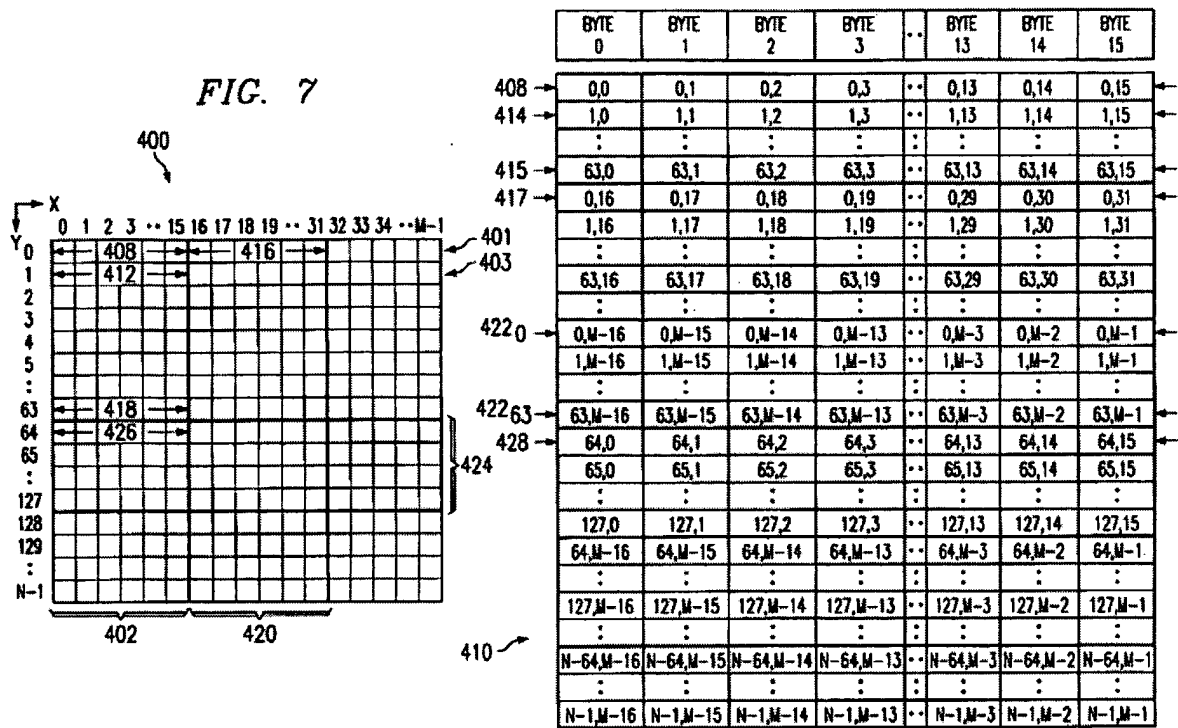 FIG. 7
400
X
0 1 2 3 ·· 15 16 17 18 19 ·· 31 32 33 34 ··M-1
Y
0 408 416 401
1 412 403
2
3
4
5
:
63 418
64 426
65
:
127
424
128
129
:
N-1
402 420
BYTE 0 BYTE 1 BYTE 2 BYTE 3 ·· BYTE 13 BYTE 14 BYTE 15
408 0,0 0,1 0,2 0,3 ·· 0,13 0,14 0,15
414 1,0 1,1 1,2 1,3 ·· 1,13 1,14 1,15
: : : : : : : :
415 63,0 63,1 63,2 63,3 ·· 63,13 63,14 63,15
417 0,16 0,17 0,18 0,19 ·· 0,29 0,30 0,31
1,16 1,17 1,18 1,19 ·· 1,29 1,30 1,31
: : : : : : : :
63,16 63,17 63,18 63,19 ·· 63,29 63,30 63,31
: : : : : : : :
422 0 0,M-16 0,M-15 0,M-14 0,M-13 ·· 0,M-3 0,M-2 0,M-1
1,M-16 1,M-15 1,M-14 1,M-13 ·· 1,M-3 1,M-2 1,M-1
: : : : : : : :
422 63 63,M-16 63,M-15 63,M-14 63,M-13 ·· 63,M-3 63,M-2 63,M-1
428 64,0 64,1 64,2 64,3 ·· 64,13 64,14 64,15
65,0 65,1 65,2 65,3 ·· 65,13 65,14 65,15
: : : : : : : :
127,0 127,1 127,2 127,3 ·· 127,13 127,14 127,15
64,M-16 64,M-15 64,M-14 64,M-13 ·· 64,M-3 64,M-2 64,M-1
: : : : : : : :
127,M-16 127,M-15 127,M-14 127,M-13 ·· 127,M-3 127,M-2 127,M-1
410
: : : : : : : :
N-64,M-16 N-64,M-15 N-64,M-14 N-64,M-13 ·· N-64,M-3 N-64,M-2 N-64,M-1
: : : : : : : :
N-1,M-16 N-1,M-15 N-1,M-14 N-1,M-13 ·· N-1,M-3 N-1,M-2 N-1,M-1